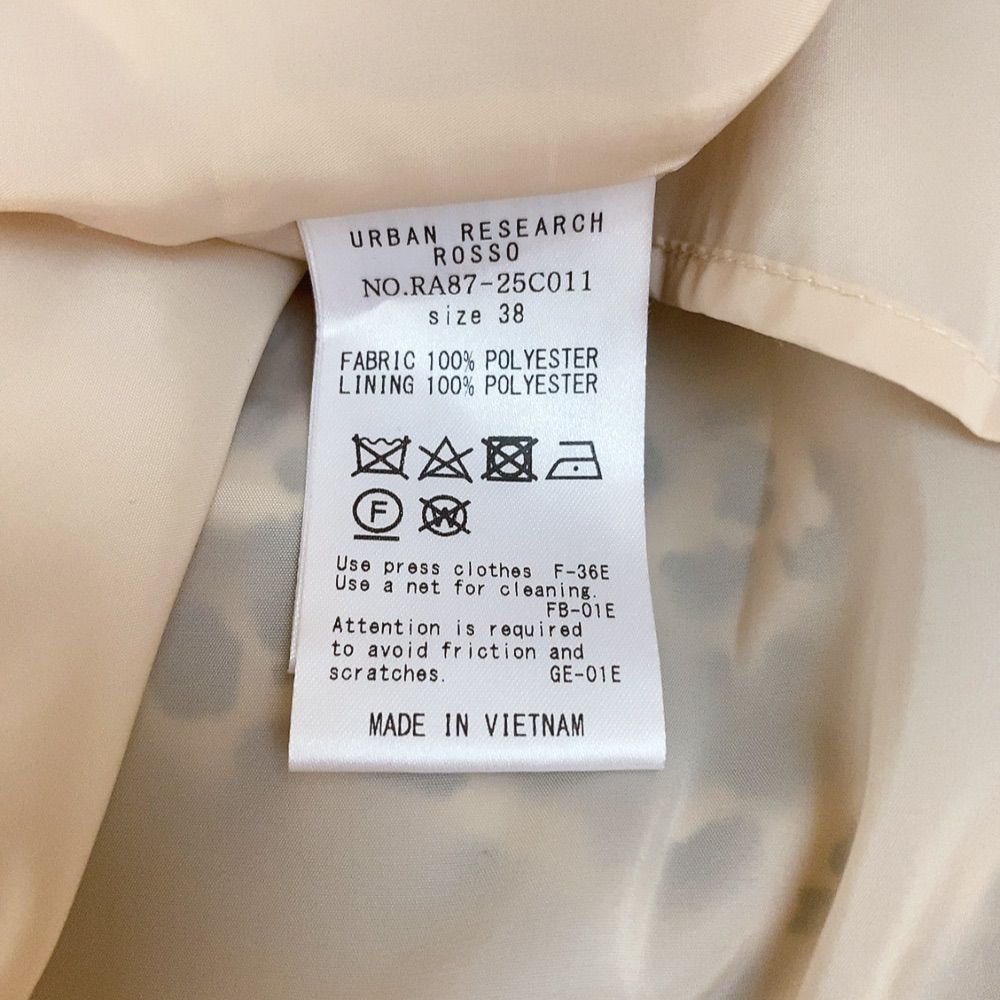 URBAN RESEARCH
ROSSO
NO.RA87-25C011
size 38
FABRIC 100% POLYESTER
LINING 100% POLYESTER
F W
Use press clothes F-36E
Use a net for cleaning.
FB-01E
Attention is required
to avoid friction and
scratches. GE-01E
MADE IN VIETNAM